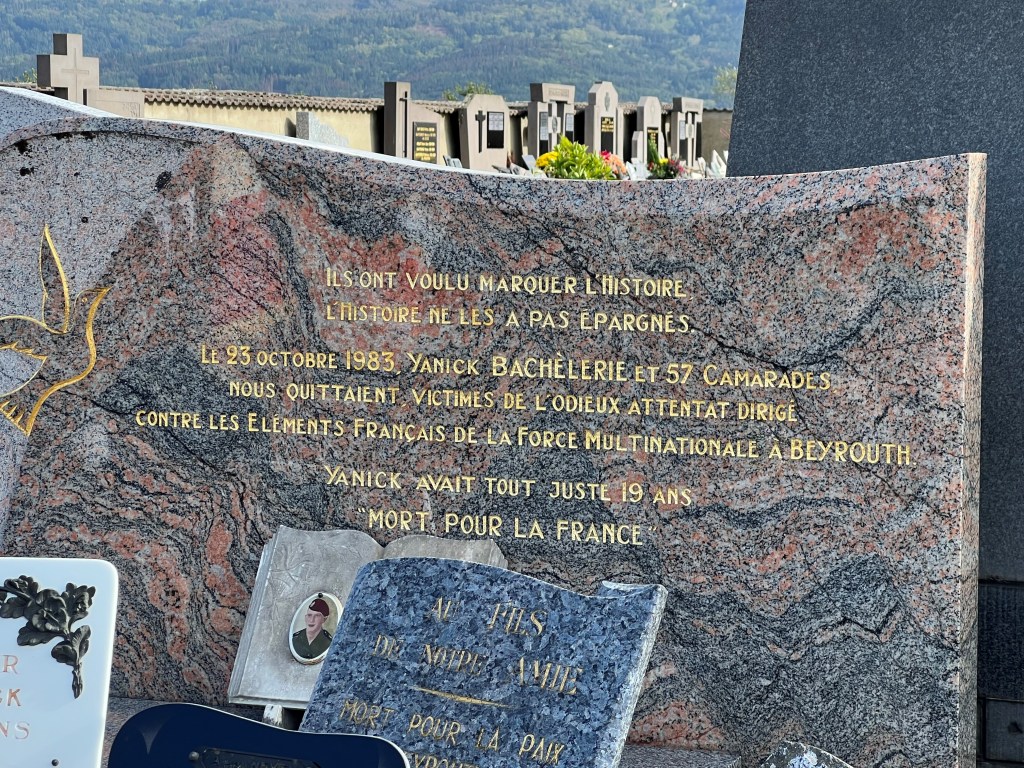 ILS ONT VOULU MARQUER L'HISTOIRE,
L'HISTOIRE NE LES A PAS ÉPARGNÉS.
LE 23 OCTOBRE 1983, YANICK BACHÈLERIE ET 57 CAMARADES
NOUS QUITTAIENT VICTIMES DE L'ODIEUX ATTENTAT DIRIGÉ
CONTRE LES ELÉMENTS FRANÇAIS DE LA FORCE MULTINATIONALE À BEYROUTH.
YANICK AVAIT TOUT JUSTE 19 ANS
"MORT POUR LA FRANCE"
AU FILS
DE NOTRE AMIE
MORT POUR LA PAIX